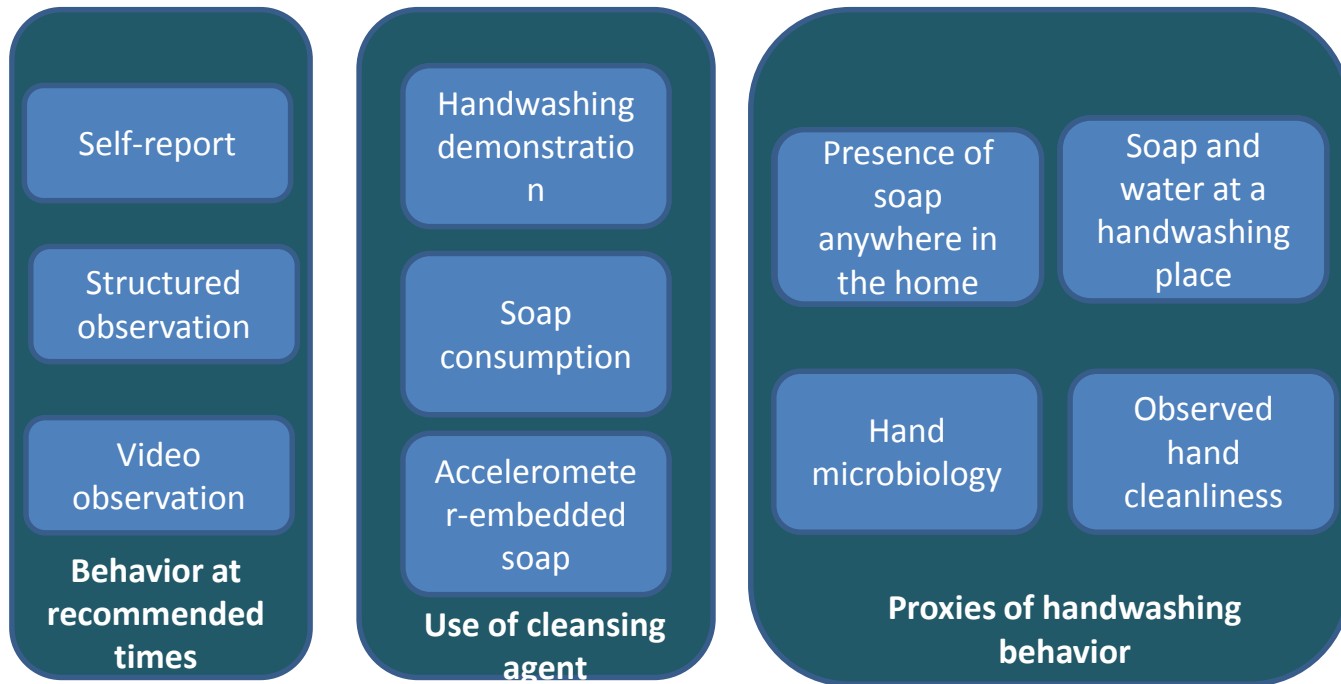 Self-report
Structured
observation
Video
observation
Behavior at
recommended
times
Handwashing
demonstratio
n
Soap
consumption
Acceleromete
r-embedded
soap
Use of cleansing
agent
Presence of
soap
anywhere in
the home
Soap and
water at a
handwashing
place
Hand
microbiology
Observed
hand
cleanliness
Proxies of handwashing
behavior